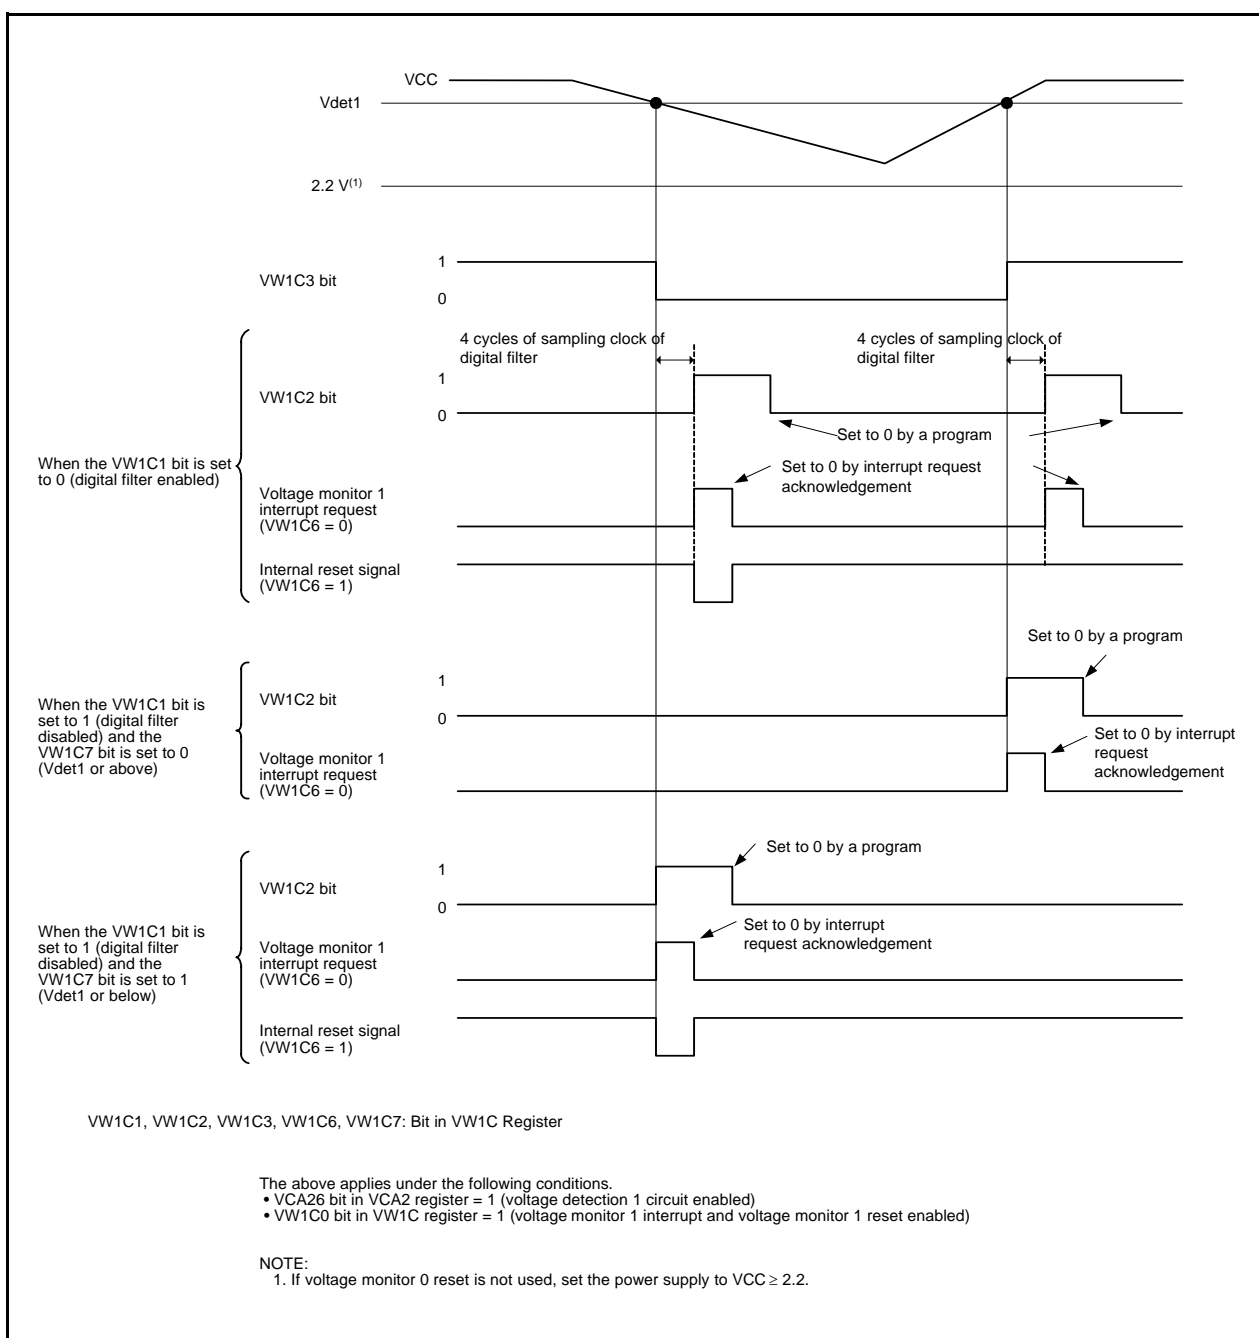 VCC
Vdet1
2.2 V(1)
1
VW1C3 bit
0
4 cycles of sampling clock of
digital filter
4 cycles of sampling clock of
digital filter
1
VW1C2 bit
0
Set to 0 by a program
When the VW1C1 bit is set
to 0 (digital filter enabled)
Set to 0 by interrupt request
acknowledgement
Voltage monitor 1
interrupt request
(VW1C6 = 0)
Internal reset signal
(VW1C6 = 1)
Set to 0 by a program
When the VW1C1 bit is
set to 1 (digital filter
disabled) and the
VW1C7 bit is set to 0
(Vdet1 or above)
1
VW1C2 bit
0
Set to 0 by interrupt
request
acknowledgement
Voltage monitor 1
interrupt request
(VW1C6 = 0)
Set to 0 by a program
1
VW1C2 bit
0
When the VW1C1 bit is
set to 1 (digital filter
disabled) and the
VW1C7 bit is set to 1
(Vdet1 or below)
Set to 0 by interrupt
request acknowledgement
Voltage monitor 1
interrupt request
(VW1C6 = 0)
Internal reset signal
(VW1C6 = 1)
VW1C1, VW1C2, VW1C3, VW1C6, VW1C7: Bit in VW1C Register
The above applies under the following conditions.
• VCA26 bit in VCA2 register = 1 (voltage detection 1 circuit enabled)
• VW1C0 bit in VW1C register = 1 (voltage monitor 1 interrupt and voltage monitor 1 reset enabled)
NOTE:
1. If voltage monitor 0 reset is not used, set the power supply to VCC ≥ 2.2.